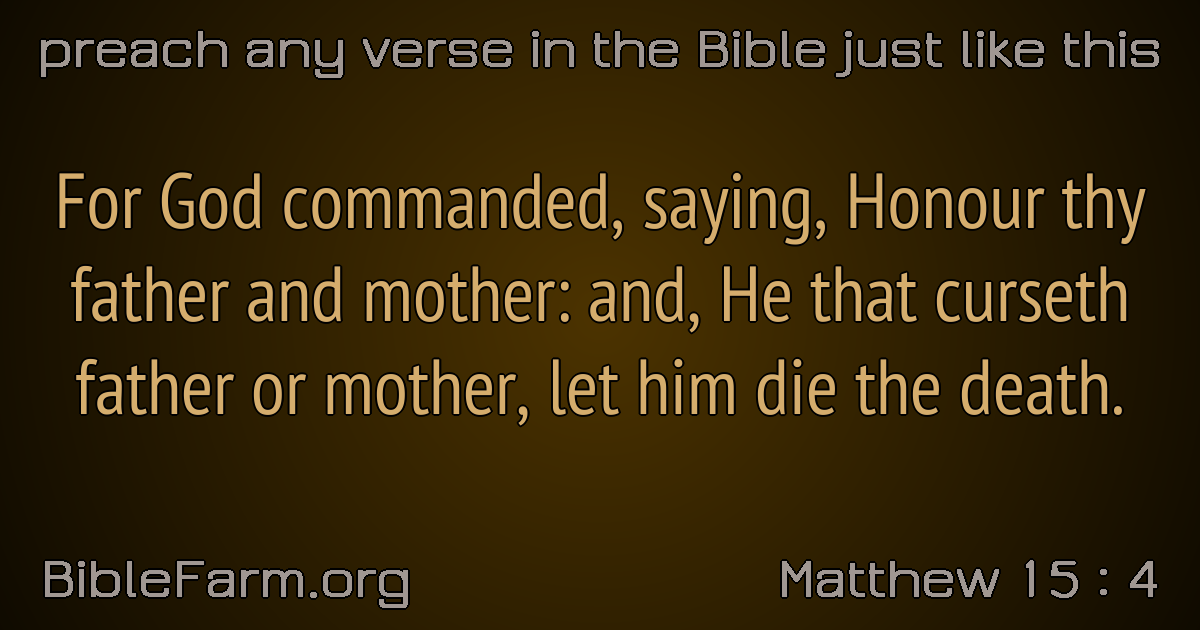 preach any verse in the Bible just like this
For God commanded, saying, Honour thy
father and mother: and, He that curseth
father or mother, let him die the death.
BibleFarm.org
Matthew 15 : 4